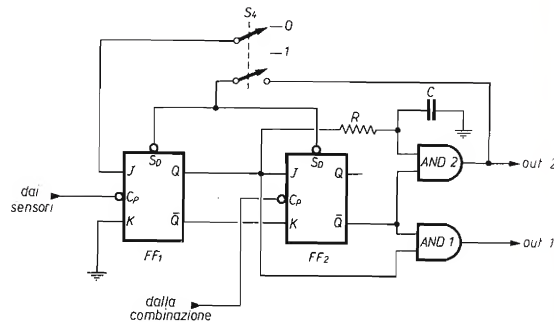 S4
0
1
C
R
SD
SD
J
Q
J
Q
AND 2
out 2
dai
sensori
CP
CP
K
Q̅
K
Q̅
AND 1
out 1
FF1
FF2
dalla
combinazione